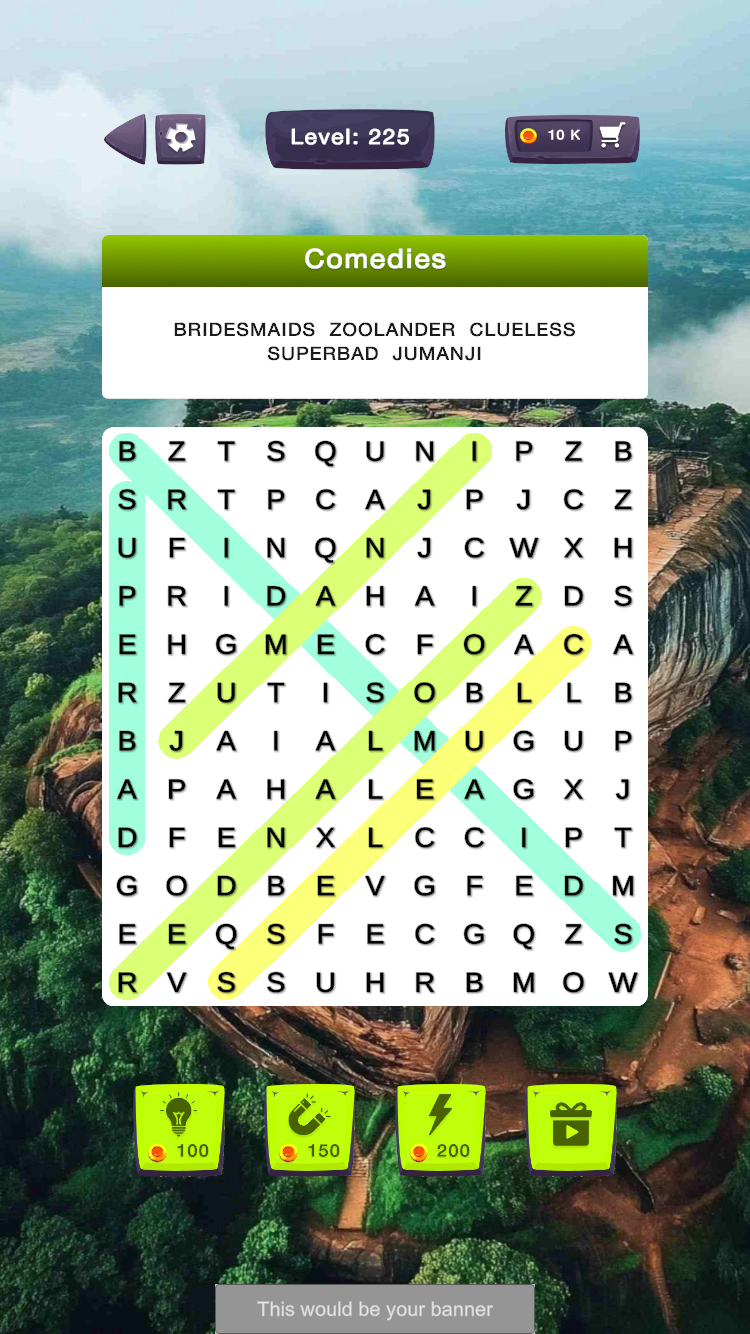 Level: 225
10 K
Comedies
BRIDESMAIDS ZOOLANDER CLUELESS
SUPERBAD JUMANJI
B Z T S Q U N I P Z B
S R T P C A J P J C Z
U F I N Q N J C W X H
P R I D A H A I Z D S
E H G M E C F O A C A
R Z U T I S O B L L B
B J A I A L M U G U P
A P A H A L E A G X J
D F E N X L C C I P T
G O D B E V G F E D M
E E Q S F E C G Q Z S
R V S S U H R B M O W
100 150 200
This would be your banner